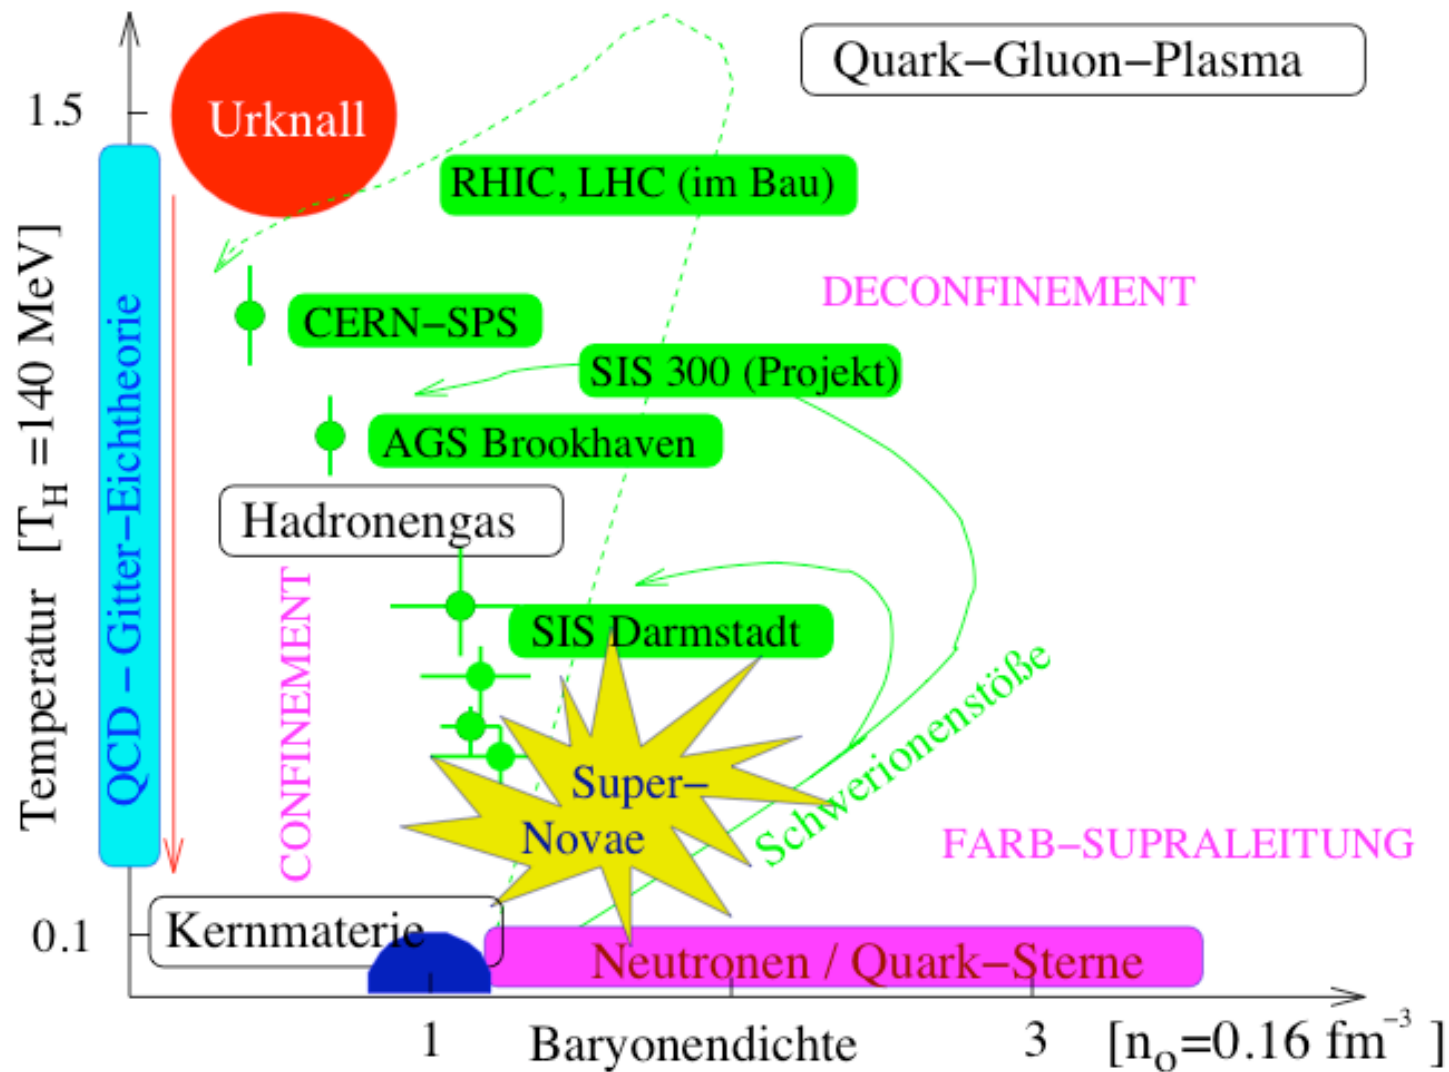 Quark−Gluon−Plasma
1.5
Urknall
RHIC, LHC (im Bau)
DECONFINEMENT
CERN−SPS
SIS 300 (Projekt)
AGS Brookhaven
Hadronengas
Temperatur [T_H =140 MeV]
QCD − Gitter−Eichtheorie
CONFINEMENT
SIS Darmstadt
Super−
Novae
Schwerionenstöße
FARB−SUPRALEITUNG
0.1
Kernmaterie
Neutronen / Quark−Sterne
1 Baryonendichte 3 [n_o=0.16 fm^−3 ]